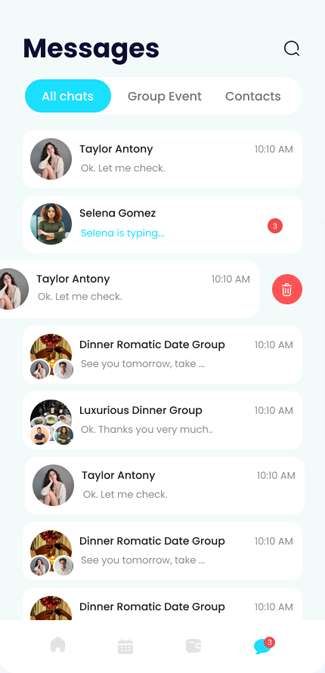 Messages
All chats
Group Event
Contacts
Taylor Antony
10:10 AM
Ok. Let me check.
Selena Gomez
Selena is typing...
3
Taylor Antony
10:10 AM
Ok. Let me check.
Dinner Romatic Date Group
10:10 AM
See you tomorrow, take ...
Luxurious Dinner Group
10:10 AM
Ok. Thanks you very much..
Taylor Antony
10:10 AM
Ok. Let me check.
Dinner Romatic Date Group
10:10 AM
See you tomorrow, take ...
Dinner Romatic Date Group
10:10 AM
3